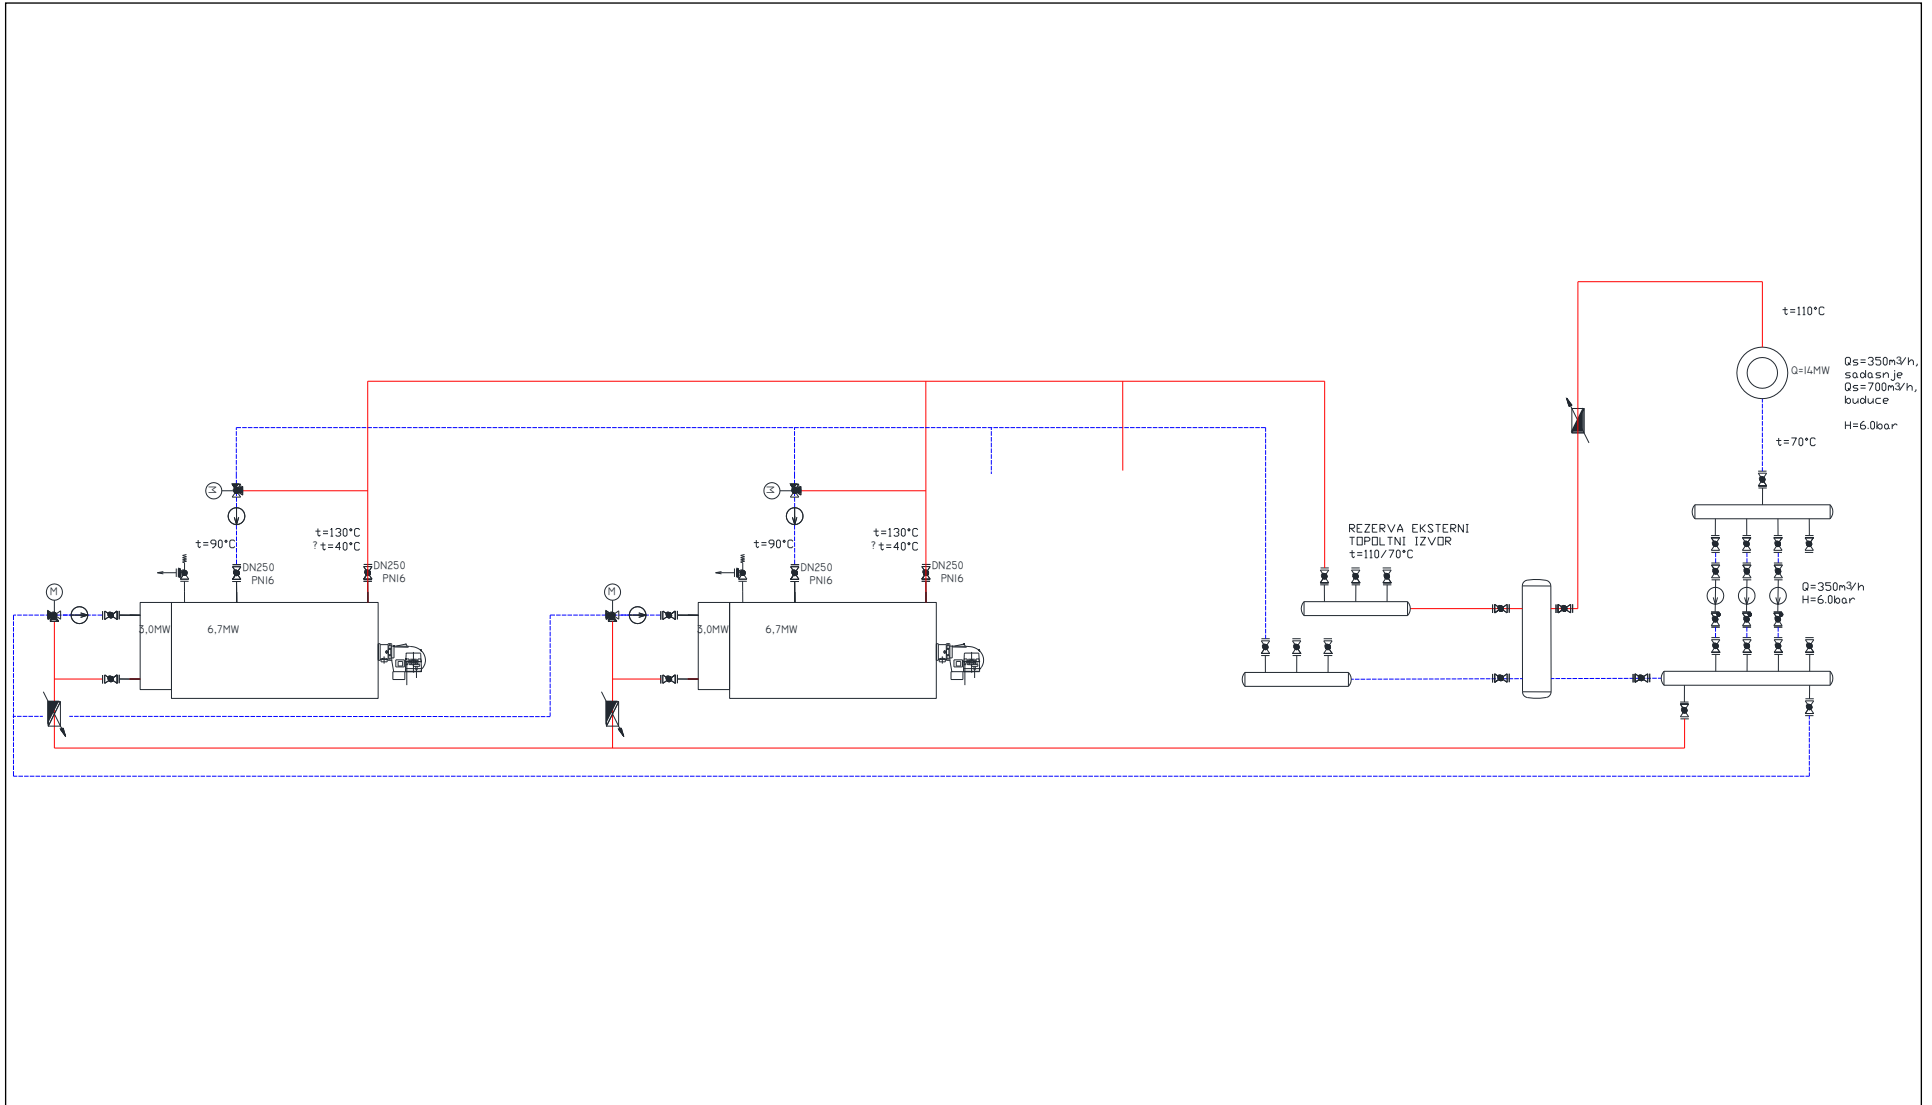 t=110°C
Qs=350m³/h,
sadasnje
Qs=700m³/h,
buduce
H=6.0bar
Q=14MW
t=70°C
M
M
t=130°C
? t=40°C
t=90°C
t=130°C
? t=40°C
t=90°C
REZERVA EKSTERNI
TOPOLTNI IZVOR
t=110/70°C
DN250
PN16
DN250
PN16
DN250
PN16
DN250
PN16
M
M
Q=350m³/h
H=6.0bar
3,0MW
6,7MW
3,0MW
6,7MW